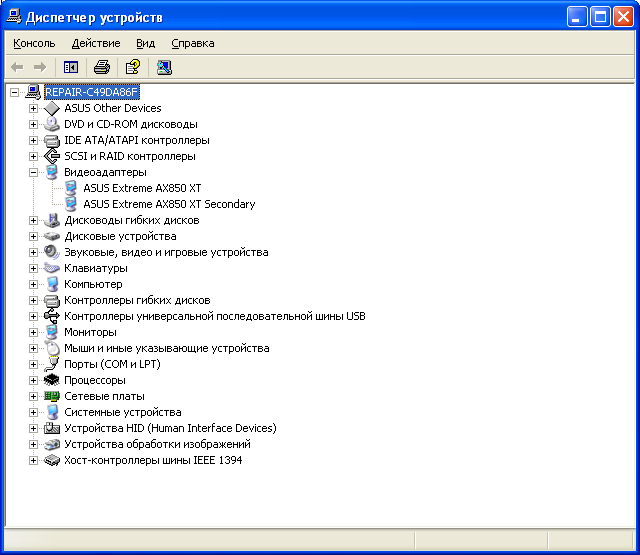 Диспетчер устройств
Консоль Действие Вид Справка
REPAIR-C49DA86F
ASUS Other Devices
DVD и CD-ROM дисководы
IDE ATA/ATAPI контроллеры
SCSI и RAID контроллеры
Видеоадаптеры
ASUS Extreme AX850 XT
ASUS Extreme AX850 XT Secondary
Дисководы гибких дисков
Дисковые устройства
Звуковые, видео и игровые устройства
Клавиатуры
Компьютер
Контроллеры гибких дисков
Контроллеры универсальной последовательной шины USB
Мониторы
Мыши и иные указывающие устройства
Порты (COM и LPT)
Процессоры
Сетевые платы
Системные устройства
Устройства HID (Human Interface Devices)
Устройства обработки изображений
Хост-контроллеры шины IEEE 1394